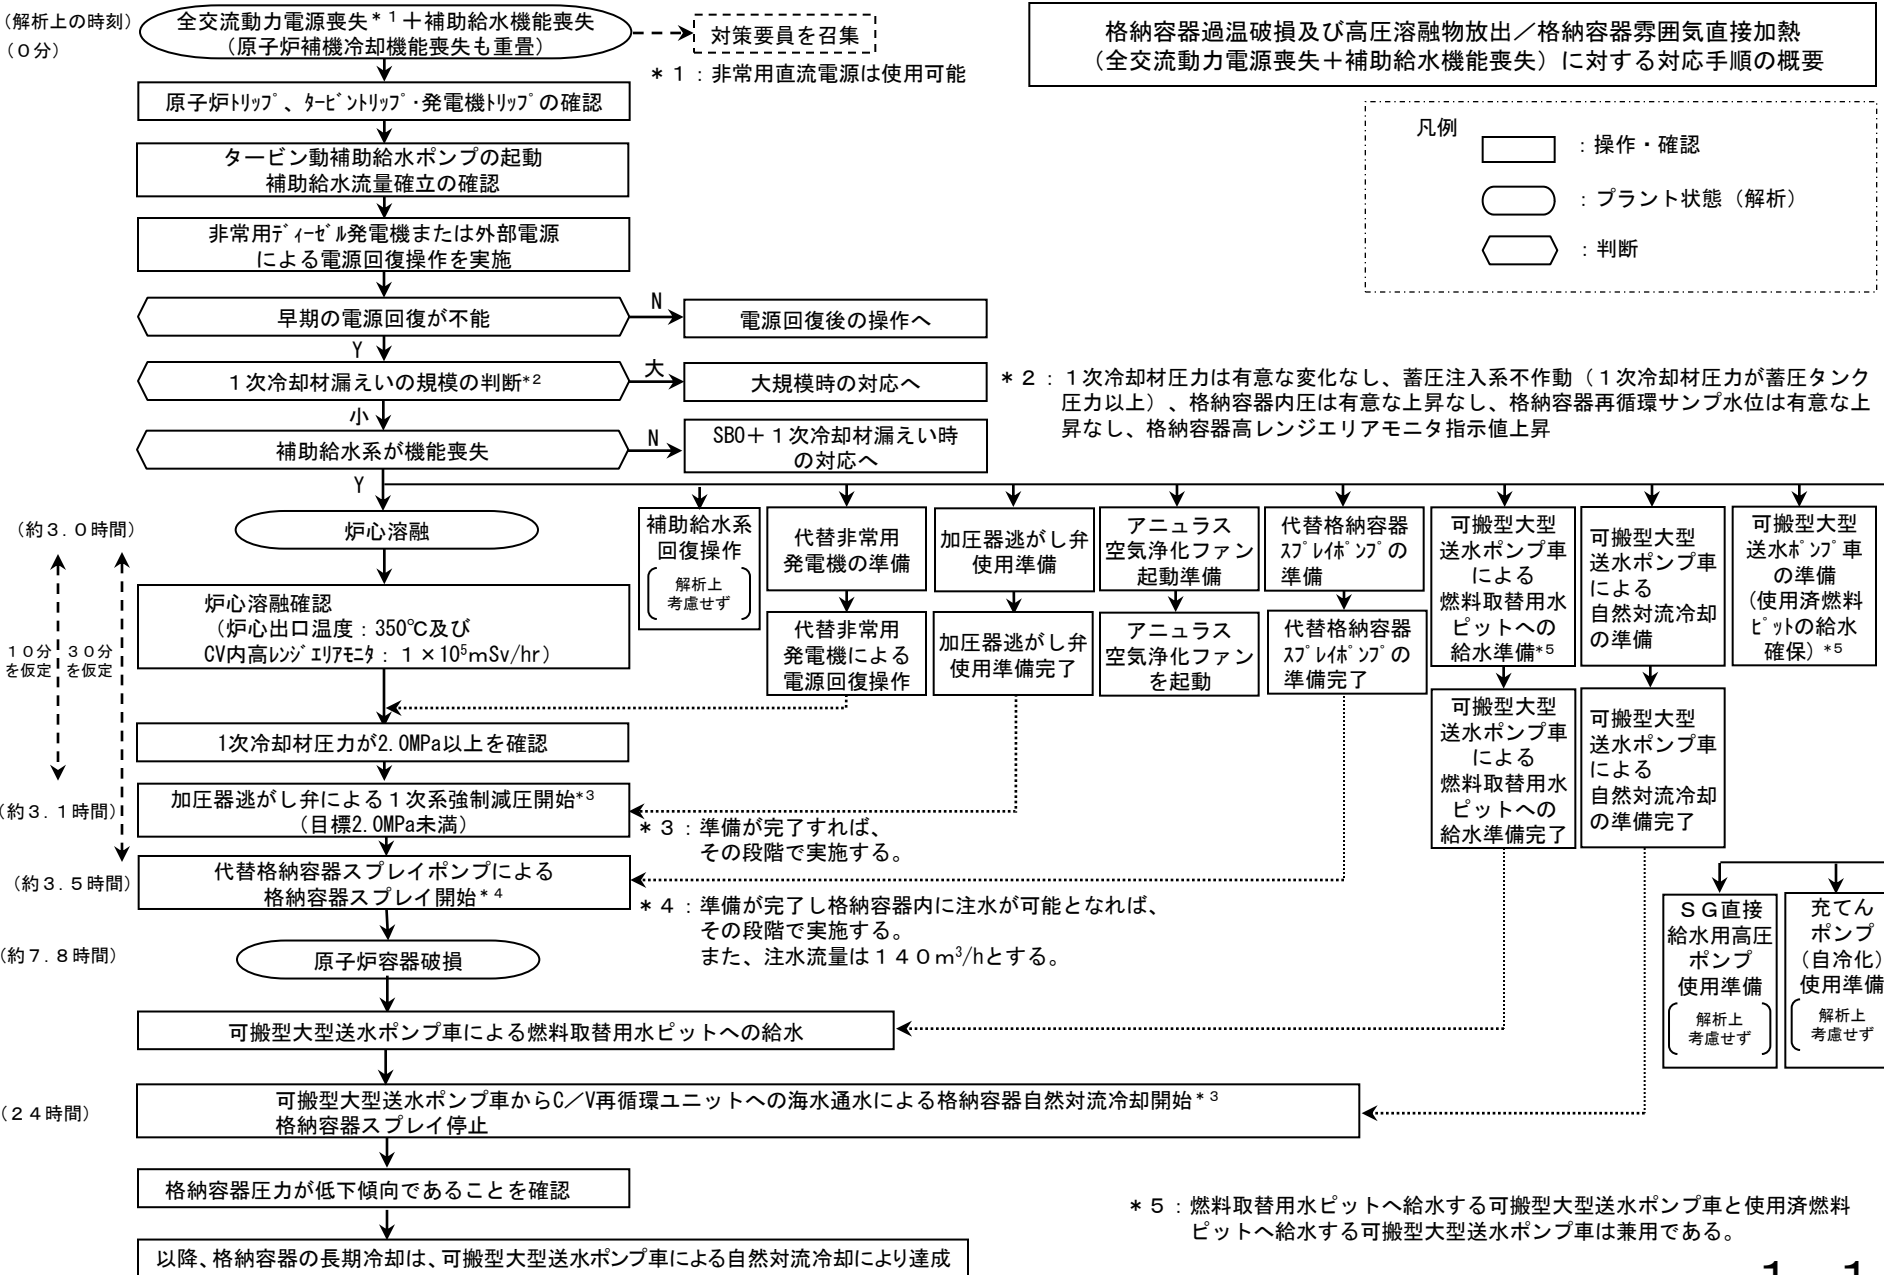 （解析上の時刻）
（０分）
全交流動力電源喪失*１＋補助給水機能喪失
（原子炉補機冷却機能喪失も重畳）
対策要員を召集
＊１：非常用直流電源は使用可能
格納容器過温破損及び高圧溶融物放出／格納容器雰囲気直接加熱
（全交流動力電源喪失＋補助給水機能喪失）に対する対応手順の概要
凡例
：操作・確認
：プラント状態（解析）
：判断
原子炉ﾄﾘｯﾌﾟ、ﾀｰﾋﾞﾝﾄﾘｯﾌﾟ･発電機ﾄﾘｯﾌﾟの確認
タービン動補助給水ポンプの起動
補助給水流量確立の確認
非常用ﾃﾞｨｰｾﾞﾙ発電機または外部電源
による電源回復操作を実施
早期の電源回復が不能
N
電源回復後の操作へ
Y
１次冷却材漏えいの規模の判断*2
大
大規模時の対応へ
＊２：１次冷却材圧力は有意な変化なし、蓄圧注入系不作動（１次冷却材圧力が蓄圧タンク
圧力以上）、格納容器内圧は有意な上昇なし、格納容器再循環サンプ水位は有意な上
昇なし、格納容器高レンジエリアモニタ指示値上昇
小
補助給水系が機能喪失
N
SBO＋１次冷却材漏えい時
の対応へ
Y
（約３．０時間）
炉心溶融
１０分
を仮定
３０分
を仮定
炉心溶融確認
（炉心出口温度：350℃及び
CV内高ﾚﾝｼﾞｴﾘｱﾓﾆﾀ：１×10⁵mSv/hr）
補助給水系
回復操作
解析上
考慮せず
代替非常用
発電機の準備
代替非常用
発電機による
電源回復操作
加圧器逃がし弁
使用準備
加圧器逃がし弁
使用準備完了
アニュラス
空気浄化ファン
起動準備
アニュラス
空気浄化ファン
を起動
代替格納容器
ｽﾌﾟﾚｲﾎﾟﾝﾌﾟの
準備
代替格納容器
ｽﾌﾟﾚｲﾎﾟﾝﾌﾟの
準備完了
可搬型大型
送水ポンプ車
による
燃料取替用水
ピットへの
給水準備*5
可搬型大型
送水ポンプ車
による
燃料取替用水
ピットへの
給水準備完了
可搬型大型
送水ポンプ車
による
自然対流冷却
の準備
可搬型大型
送水ポンプ車
による
自然対流冷却
の準備完了
可搬型大型
送水ﾎﾟﾝﾌﾟ車
の準備
（使用済燃料
ﾋﾟｯﾄの給水
確保）*5
1次冷却材圧力が2.0MPa以上を確認
（約３．１時間）
加圧器逃がし弁による１次系強制減圧開始*3
（目標2.0MPa未満）
＊３：準備が完了すれば、
その段階で実施する。
（約３．５時間）
代替格納容器スプレイポンプによる
格納容器スプレイ開始*4
＊４：準備が完了し格納容器内に注水が可能となれば、
その段階で実施する。
また、注水流量は１４０ｍ³/hとする。
ＳＧ直接
給水用高圧
ポンプ
使用準備
解析上
考慮せず
充てん
ポンプ
（自冷化）
使用準備
解析上
考慮せず
（約７．８時間）
原子炉容器破損
可搬型大型送水ポンプ車による燃料取替用水ピットへの給水
（２４時間）
可搬型大型送水ポンプ車からC／V再循環ユニットへの海水通水による格納容器自然対流冷却開始*3
格納容器スプレイ停止
格納容器圧力が低下傾向であることを確認
＊５：燃料取替用水ピットへ給水する可搬型大型送水ポンプ車と使用済燃料
ピットへ給水する可搬型大型送水ポンプ車は兼用である。
以降、格納容器の長期冷却は、可搬型大型送水ポンプ車による自然対流冷却により達成